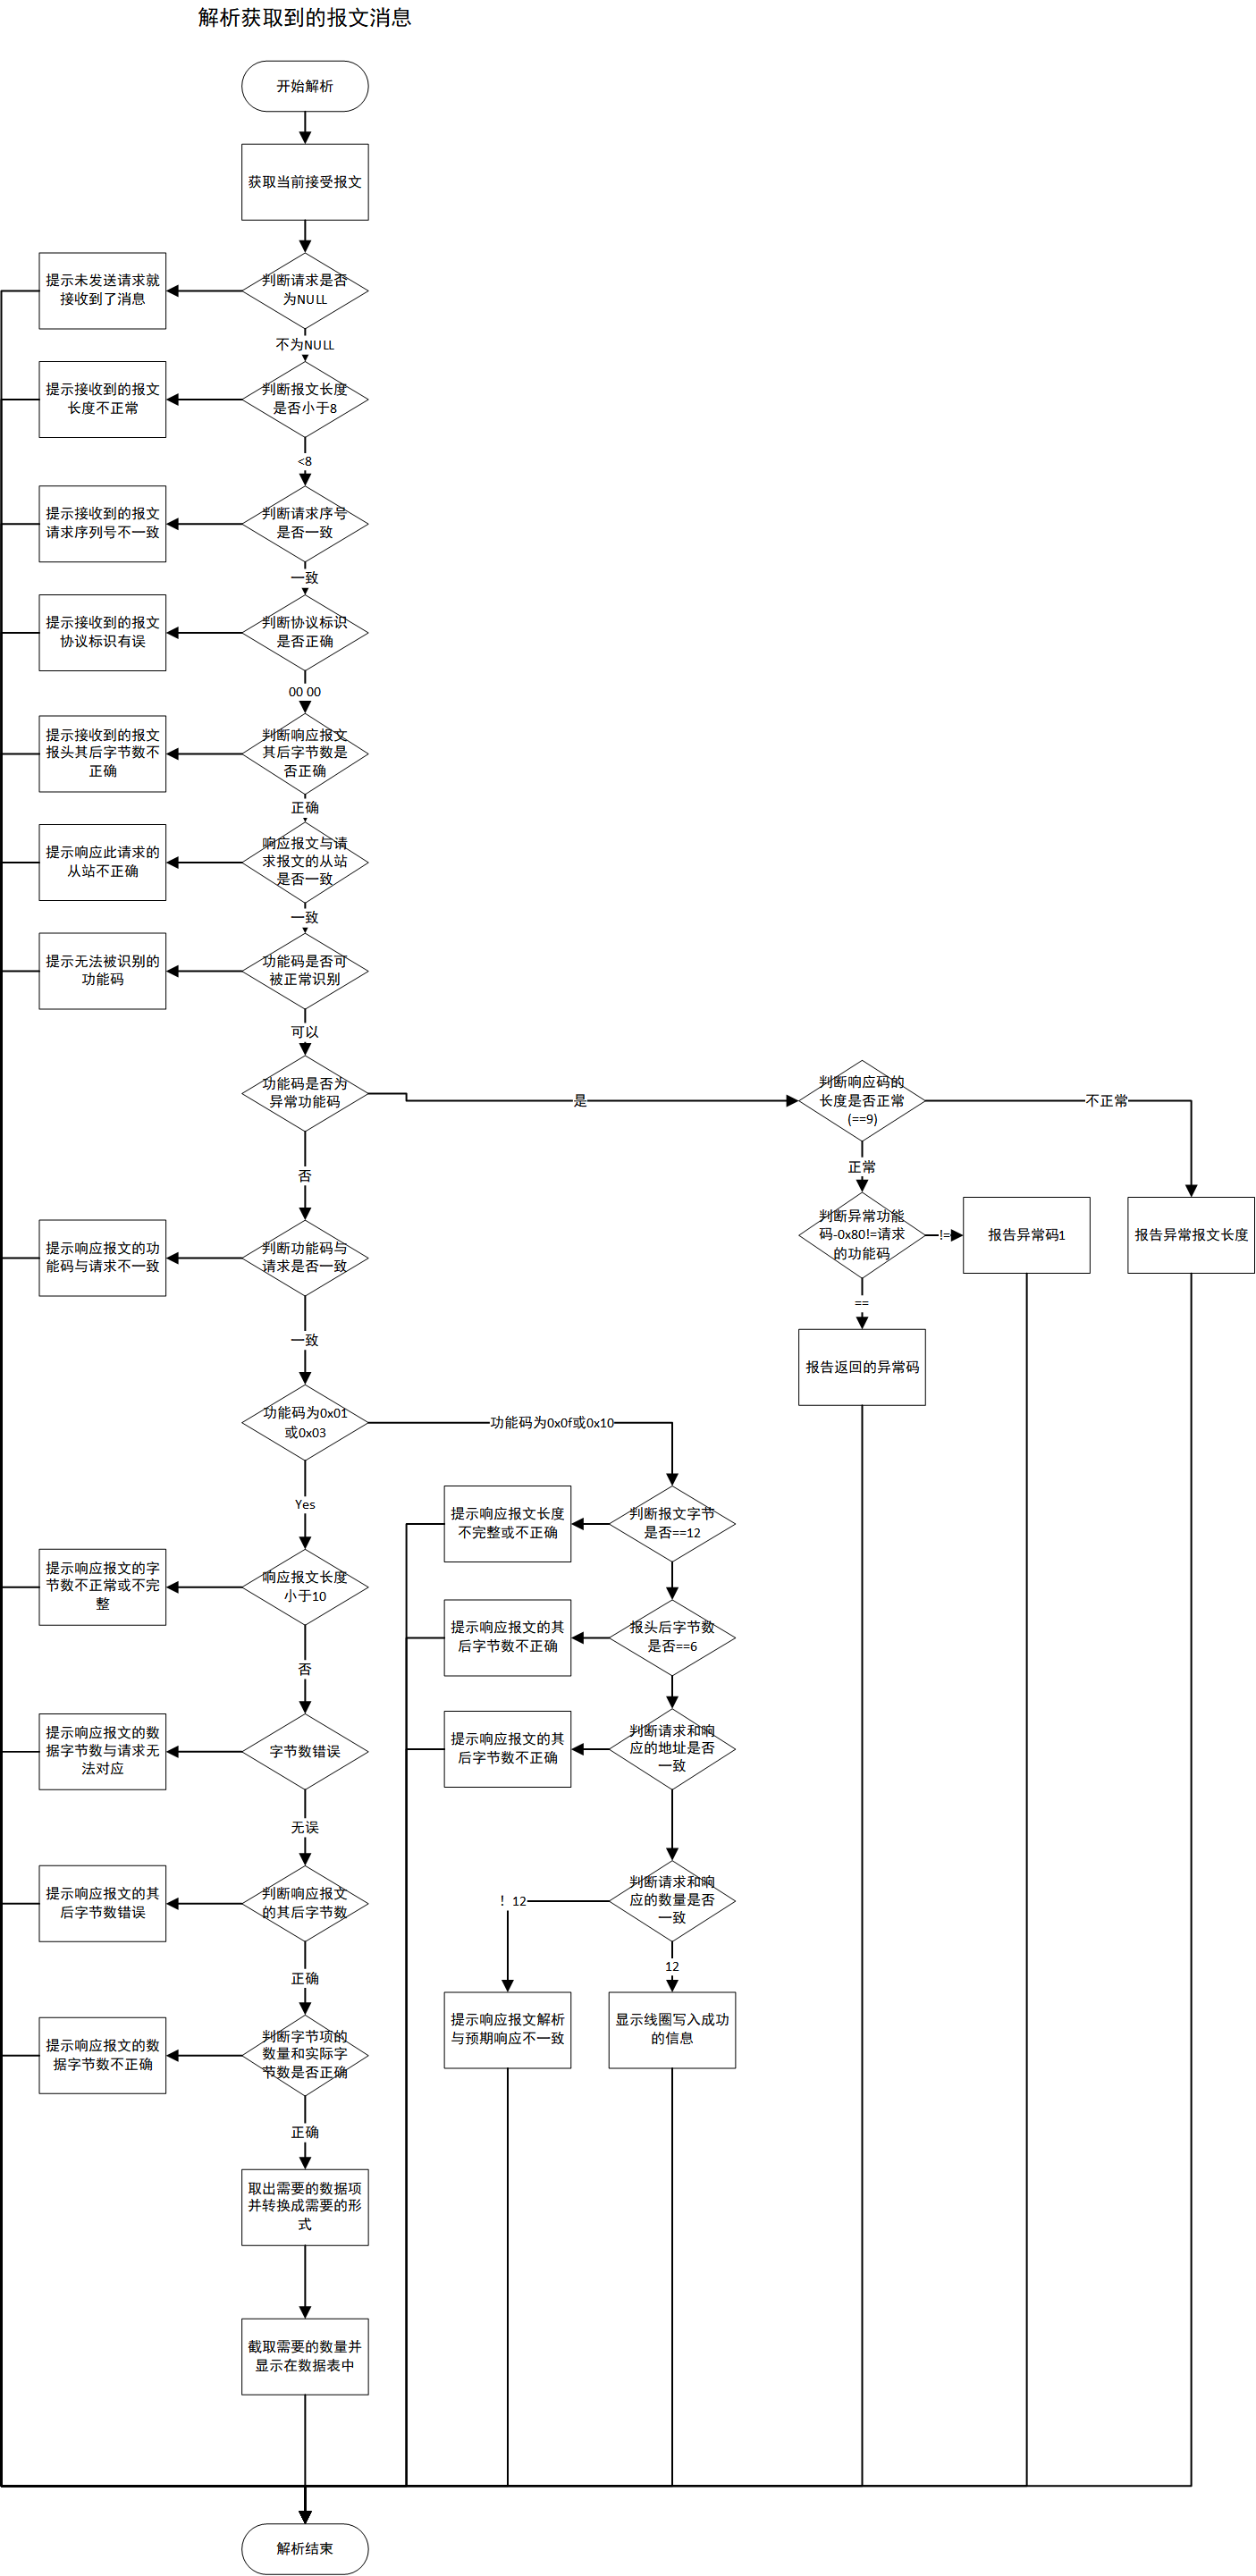 解析获取到的报文消息
开始解析
获取当前接受报文
提示未发送请求就
接收到了消息
判断请求是否
为NULL
不为NULL
提示接收到的报文
长度不正常
判断报文长度
是否小于8
<8
提示接收到的报文
请求序列号不一致
判断请求序号
是否一致
一致
提示接收到的报文
协议标识有误
判断协议标识
是否正确
00 00
提示接收到的报文
报头其后字节数不
正确
判断响应报文
其后字节数是
否正确
正确
提示响应此请求的
从站不正确
响应报文与请
求报文的从站
是否一致
一致
提示无法被识别的
功能码
功能码是否可
被正常识别
可以
功能码是否为
异常功能码
是
判断响应码的
长度是否正常
(==9)
不正常
正常
否
提示响应报文的功
能码与请求不一致
判断功能码与
请求是否一致
判断异常功能
码-0x80!=请求
的功能码
!=
报告异常码1
报告异常报文长度
==
一致
报告返回的异常码
功能码为0x01
或0x03
功能码为0x0f或0x10
Yes
提示响应报文长度
不完整或不正确
判断报文字节
是否==12
提示响应报文的字
节数不正常或不完
整
响应报文长度
小于10
提示响应报文的其
后字节数不正确
报头后字节数
是否==6
否
提示响应报文的数
据字节数与请求无
法对应
字节数错误
提示响应报文的其
后字节数不正确
判断请求和响
应的地址是否
一致
无误
提示响应报文的其
后字节数错误
判断响应报文
的其后字节数
！12
判断请求和响
应的数量是否
一致
12
正确
提示响应报文的数
据字节数不正确
判断字节项的
数量和实际字
节数是否正确
提示响应报文解析
与预期响应不一致
显示线圈写入成功
的信息
正确
取出需要的数据项
并转换成需要的形
式
截取需要的数量并
显示在数据表中
解析结束